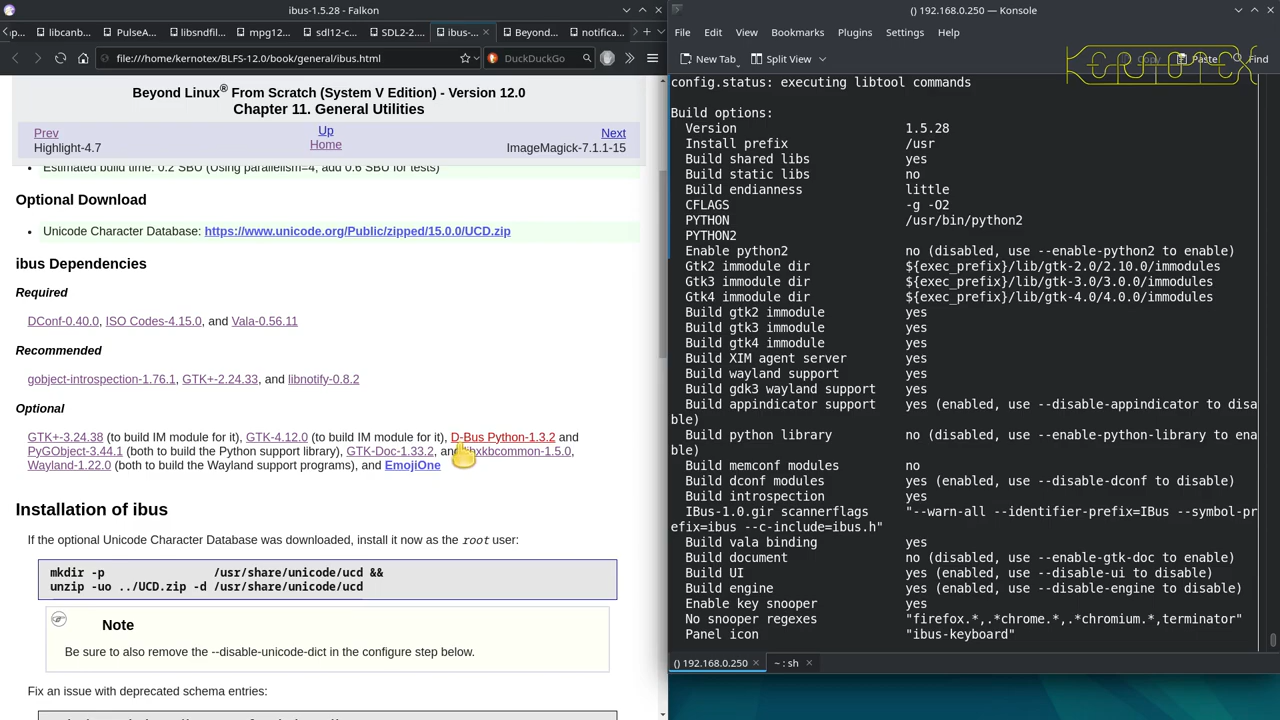 ibus-1.5.28 – Falkon
libcanb...
PulseA...
libsndfil...
mpg12...
sdl12-c...
SDL2-2....
ibus-...
Beyond...
notifica...
file:///home/kernotex/BLFS-12.0/book/general/ibus.html
DuckDuckGo
Beyond Linux® From Scratch (System V Edition) - Version 12.0
Chapter 11. General Utilities
Prev
Up
Next
Highlight-4.7
Home
ImageMagick-7.1.1-15
Estimated build time: 0.2 SBU (Using parallelism=4, add 0.6 SBU for tests)
Optional Download
Unicode Character Database: https://www.unicode.org/Public/zipped/15.0.0/UCD.zip
ibus Dependencies
Required
DConf-0.40.0, ISO Codes-4.15.0, and Vala-0.56.11
Recommended
gobject-introspection-1.76.1, GTK+-2.24.33, and libnotify-0.8.2
Optional
GTK+-3.24.38 (to build IM module for it), GTK-4.12.0 (to build IM module for it), D-Bus Python-1.3.2 and
PyGObject-3.44.1 (both to build the Python support library), GTK-Doc-1.33.2, and bxkbcommon-1.5.0,
Wayland-1.22.0 (both to build the Wayland support programs), and EmojiOne
Installation of ibus
If the optional Unicode Character Database was downloaded, install it now as the root user:
mkdir -p /usr/share/unicode/ucd &&
unzip -uo ../UCD.zip -d /usr/share/unicode/ucd
Note
Be sure to also remove the --disable-unicode-dict in the configure step below.
Fix an issue with deprecated schema entries:
() 192.168.0.250 — Konsole
File Edit View Bookmarks Plugins Settings Help
New Tab Split View Copy Paste Find
KERNOTEX
config.status: executing libtool commands
Build options:
Version 1.5.28
Install prefix /usr
Build shared libs yes
Build static libs no
Build endianness little
CFLAGS -g -O2
PYTHON /usr/bin/python2
PYTHON2
Enable python2 no (disabled, use --enable-python2 to enable)
Gtk2 immodule dir ${exec_prefix}/lib/gtk-2.0/2.10.0/immodules
Gtk3 immodule dir ${exec_prefix}/lib/gtk-3.0/3.0.0/immodules
Gtk4 immodule dir ${exec_prefix}/lib/gtk-4.0/4.0.0/immodules
Build gtk2 immodule yes
Build gtk3 immodule yes
Build gtk4 immodule yes
Build XIM agent server yes
Build wayland support yes
Build gdk3 wayland support yes
Build appindicator support yes (enabled, use --disable-appindicator to disa
ble)
Build python library no (disabled, use --enable-python-library to ena
ble)
Build memconf modules no
Build dconf modules yes (enabled, use --disable-dconf to disable)
Build introspection yes
IBus-1.0.gir scannerflags "--warn-all --identifier-prefix=IBus --symbol-pr
efix=ibus --c-include=ibus.h"
Build vala binding yes
Build document no (disabled, use --enable-gtk-doc to enable)
Build UI yes (enabled, use --disable-ui to disable)
Build engine yes (enabled, use --disable-engine to disable)
Enable key snooper yes
No snooper regexes "firefox.*,.*chrome.*,.*chromium.*,terminator"
Panel icon "ibus-keyboard"
() 192.168.0.250
~ : sh